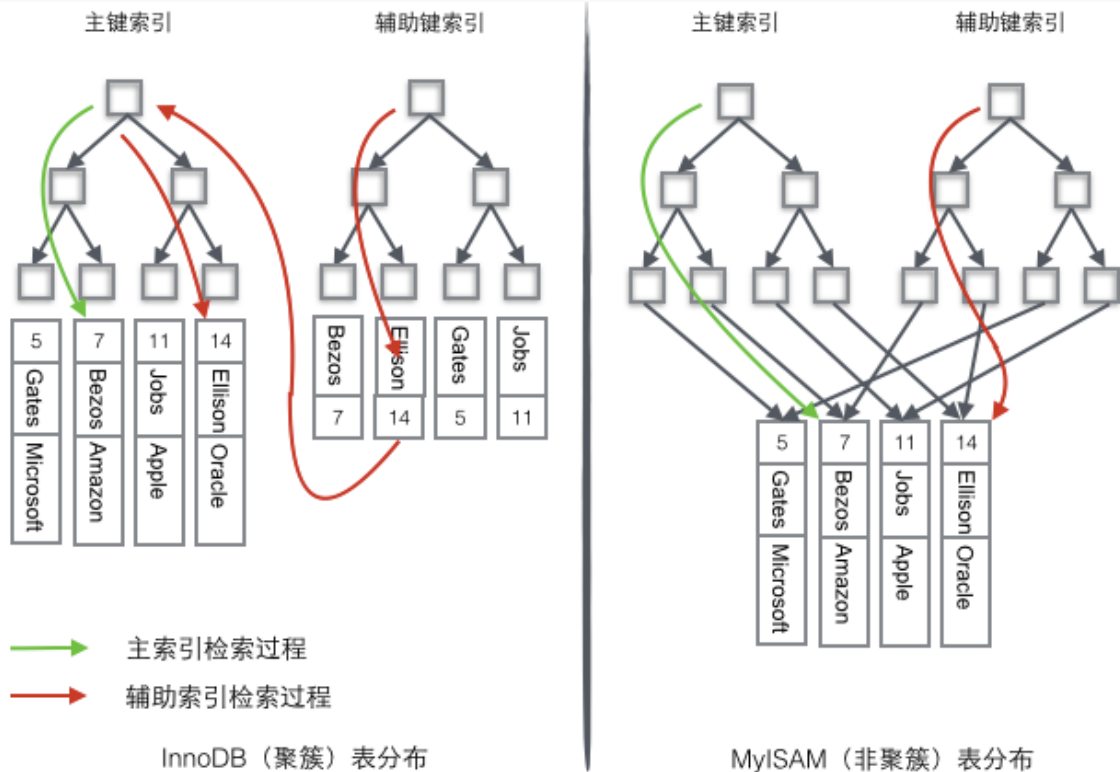 主键索引
辅助键索引
主键索引
辅助键索引
5
7
11
14
Gates
Bezos
Jobs
Ellison
Microsoft
Amazon
Apple
Oracle
Bezos
Ellison
Gates
Jobs
7
14
5
11
5
7
11
14
Gates
Bezos
Jobs
Ellison
Microsoft
Amazon
Apple
Oracle
主索引检索过程
辅助索引检索过程
InnoDB（聚簇）表分布
MyISAM（非聚簇）表分布